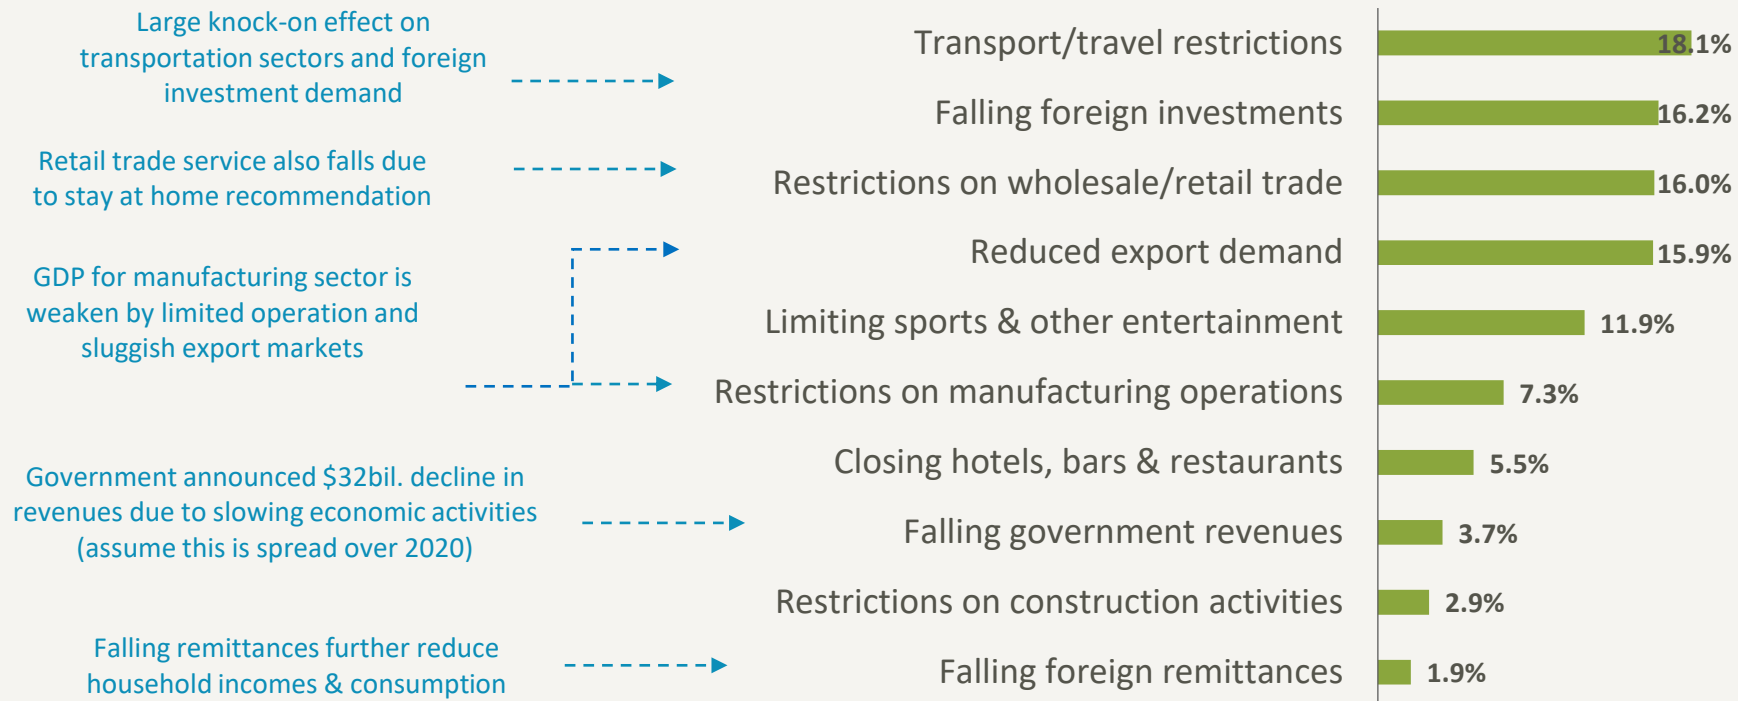 Large knock-on effect on
transportation sectors and foreign
investment demand
Retail trade service also falls due
to stay at home recommendation
GDP for manufacturing sector is
weaken by limited operation and
sluggish export markets
Government announced $32bil. decline in
revenues due to slowing economic activities
(assume this is spread over 2020)
Falling remittances further reduce
household incomes & consumption
Transport/travel restrictions 18.1%
Falling foreign investments 16.2%
Restrictions on wholesale/retail trade 16.0%
Reduced export demand 15.9%
Limiting sports & other entertainment 11.9%
Restrictions on manufacturing operations 7.3%
Closing hotels, bars & restaurants 5.5%
Falling government revenues 3.7%
Restrictions on construction activities 2.9%
Falling foreign remittances 1.9%